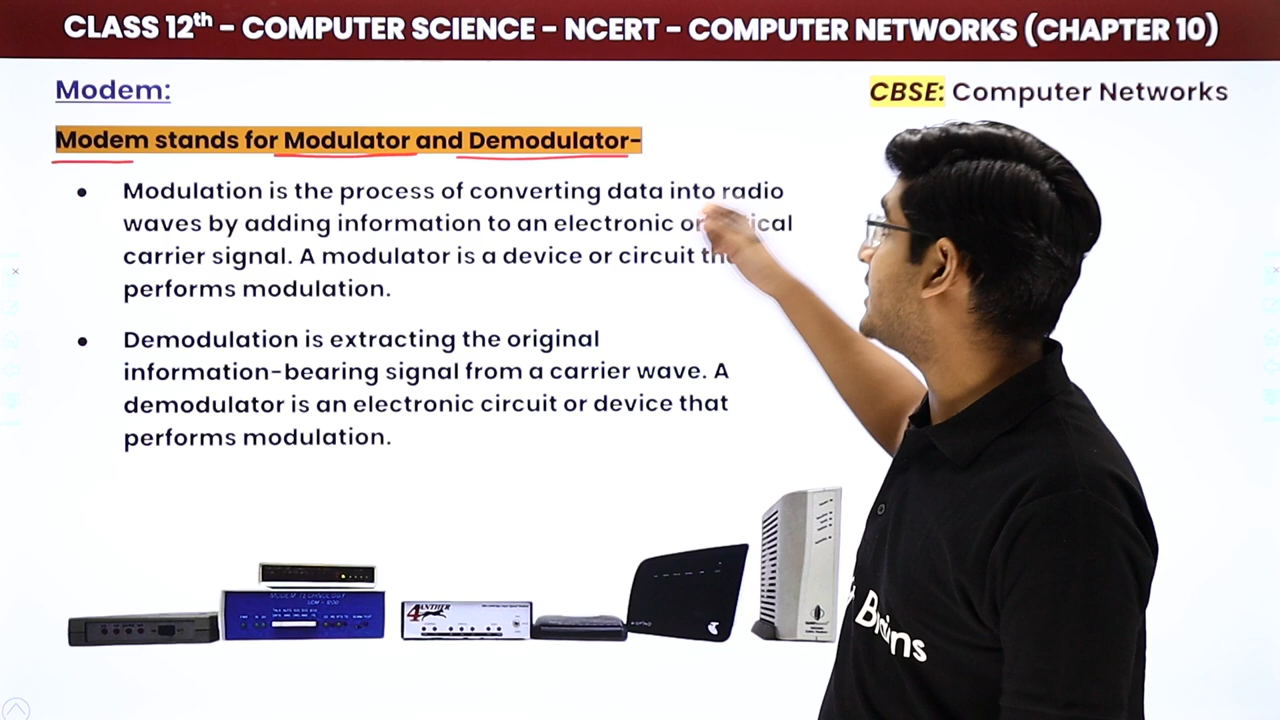 CLASS 12th - COMPUTER SCIENCE - NCERT - COMPUTER NETWORKS (CHAPTER 10)
Modem:
CBSE: Computer Networks
Modem stands for Modulator and Demodulator-
• Modulation is the process of converting data into radio
waves by adding information to an electronic or
carrier signal. A modulator is a device or circuit
performs modulation.
• Demodulation is extracting the original
information-bearing signal from a carrier wave. A
demodulator is an electronic circuit or device that
performs modulation.
MODEM TECHNOLOGY
PANTHER